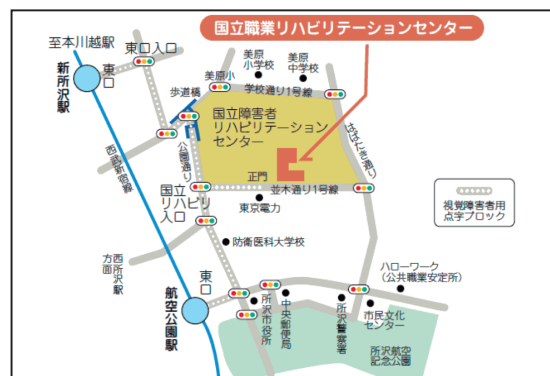 国立職業リハビリテーションセンター
至本川越駅
東口入口
東口
新所沢駅
美原
小学校
美原
中学校
美原小
学校通り1号線
歩道橋
国立障害者
リハビリテーション
センター
はばたき通り
公園通り
西武新宿線
正門
並木通り1号線
国立
リハビリ
入口
東京電力
視覚障害者用
点字ブロック
防衛医科大学校
西所沢駅
方面
東口
航空公園駅
ハローワーク
(公共職業安定所)
所沢市役所
中央郵便局
所沢警察署
市民文化
センター
所沢航空
記念公園